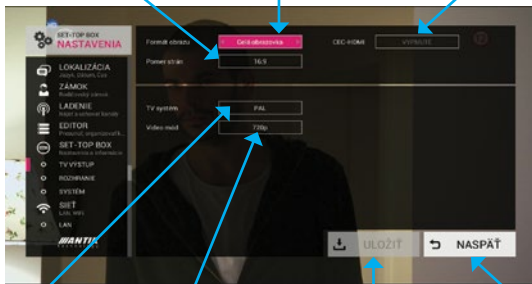 SET-TOP BOX
NASTAVENIA
Formát obrazu
Celá obrazovka
CEC-HDMI
VYPNUTÉ
Pomer strán
16:9
LOKALIZÁCIA
Jazyk, Dátum, Čas
ZÁMOK
Rodičovský zámok
LADENIE
TV systém
PAL
EDITOR
Video mód
720p
SET-TOP BOX
TV VÝSTUP
ROZHRANIE
SYSTÉM
SIEŤ
LAN, WiFi
LAN
ANTIK
ULOŽIŤ
NASPÄŤ